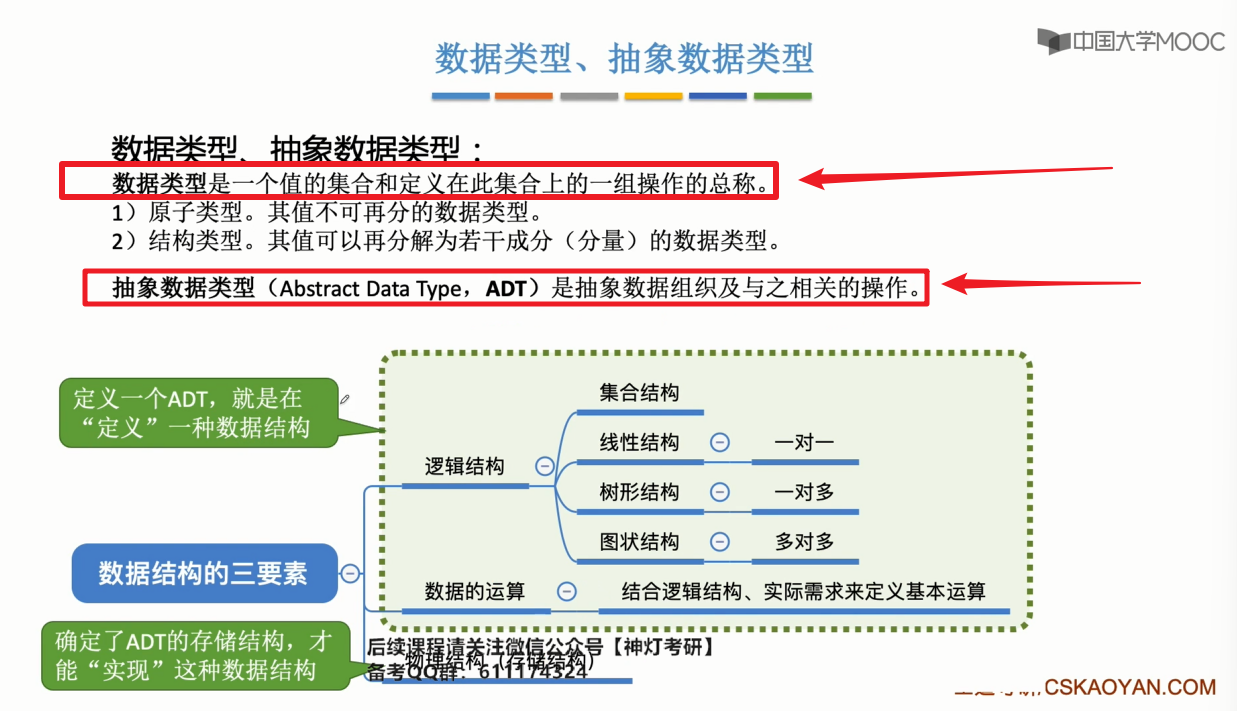 中国大学MOOC
数据类型、抽象数据类型
数据类型、抽象数据类型：
数据类型是一个值的集合和定义在此集合上的一组操作的总称。
1）原子类型。其值不可再分的数据类型。
2）结构类型。其值可以再分解为若干成分（分量）的数据类型。
抽象数据类型（Abstract Data Type，ADT）是抽象数据组织及与之相关的操作。
定义一个ADT，就是在
“定义”一种数据结构
集合结构
线性结构
一对一
逻辑结构
树形结构
一对多
图状结构
多对多
数据结构的三要素
数据的运算
结合逻辑结构、实际需求来定义基本运算
确定了ADT的存储结构，才
能“实现”这种数据结构
后续课程请关注微信公众号【神灯考研】
物理结构（存储结构）
备考QQ群：611174324
CSKAOYAN.COM